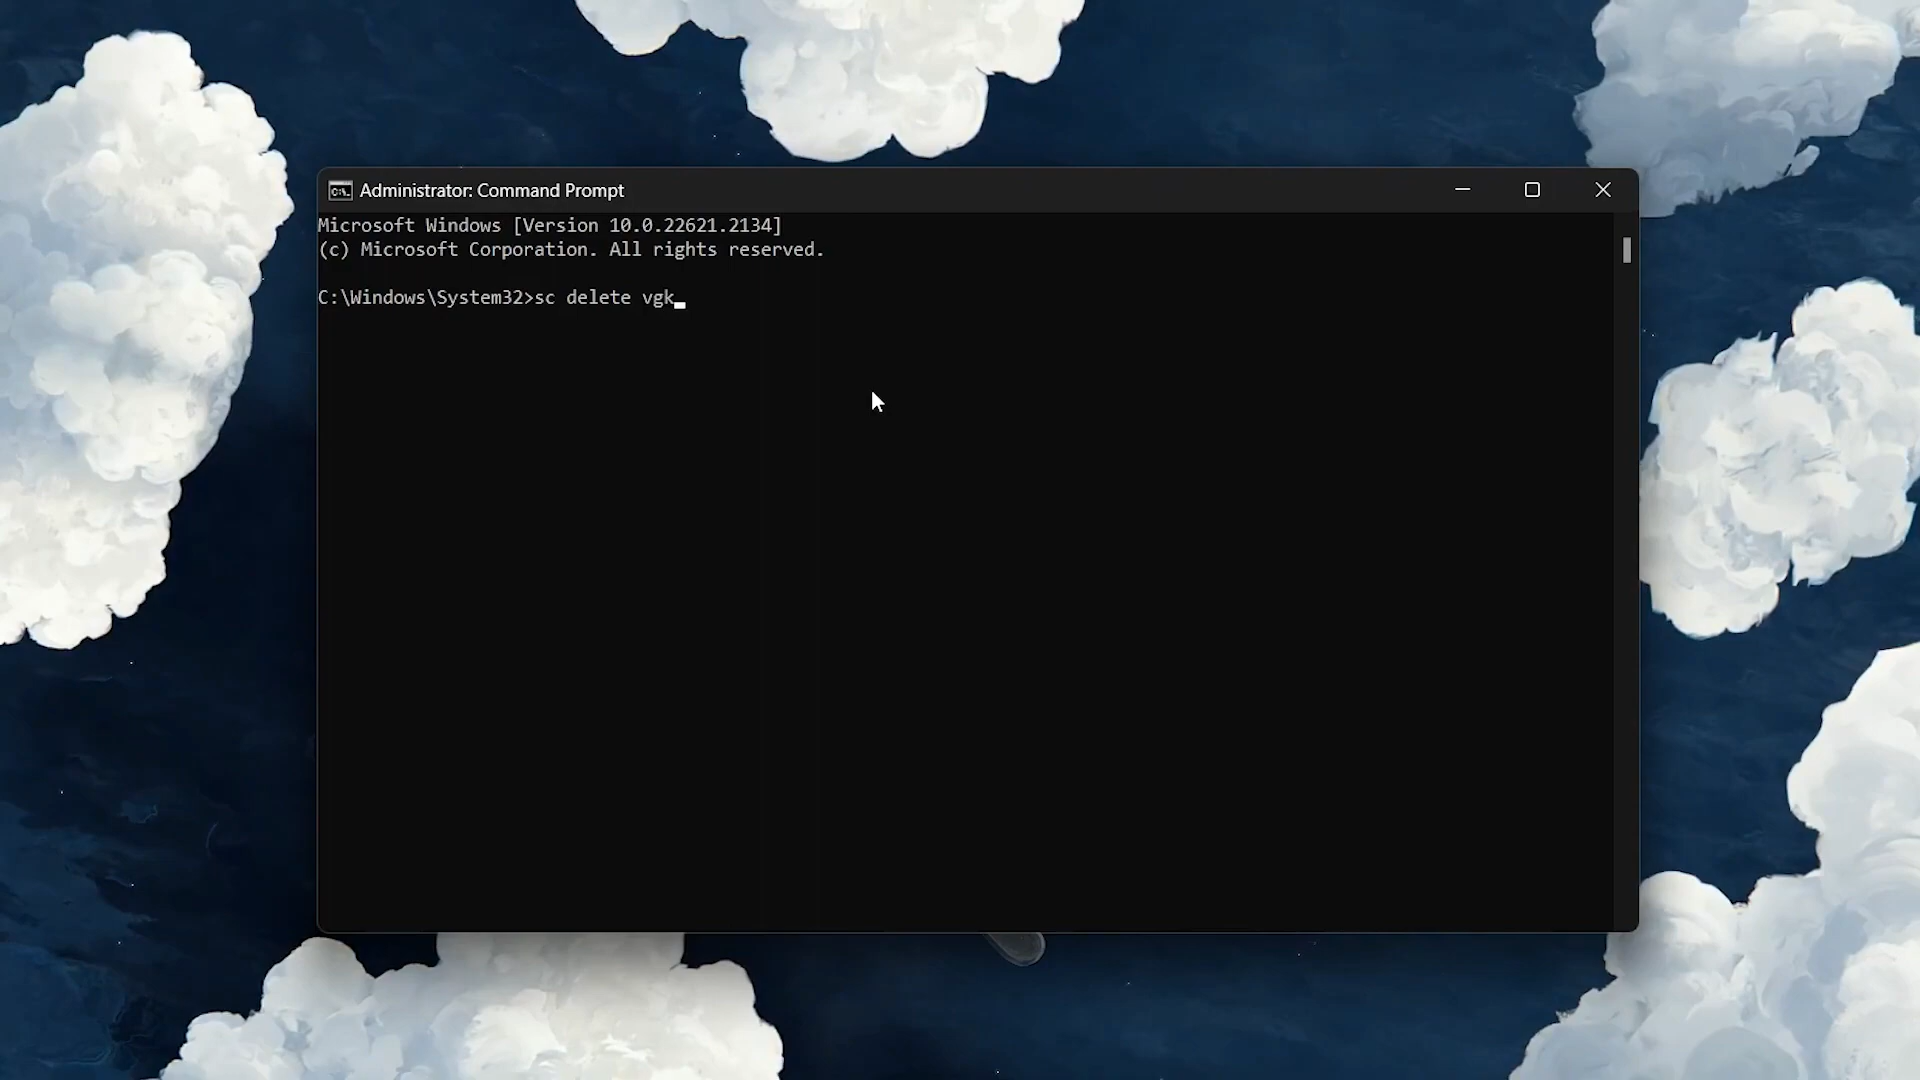 Administrator: Command Prompt
Microsoft Windows [Version 10.0.22621.2134]
(c) Microsoft Corporation. All rights reserved.
C:\Windows\System32>sc delete vgk